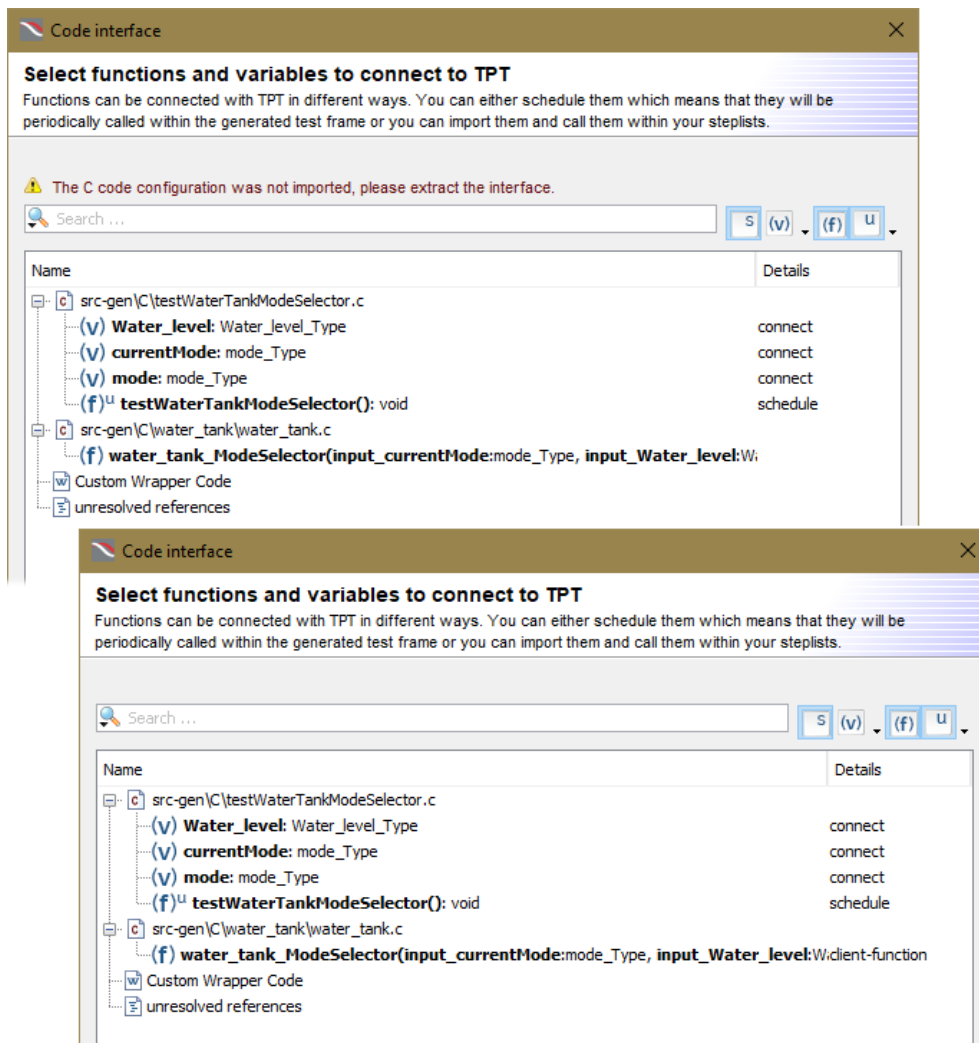 Code interface
Select functions and variables to connect to TPT
Functions can be connected with TPT in different ways. You can either schedule them which means that they will be
periodically called within the generated test frame or you can import them and call them within your steplists.
The C code configuration was not imported, please extract the interface.
Search ...
s (v) (f) u
Name Details
c src-gen\C\testWaterTankModeSelector.c
(v) Water_level: Water_level_Type connect
(v) currentMode: mode_Type connect
(v) mode: mode_Type connect
(f)u testWaterTankModeSelector(): void schedule
c src-gen\C\water_tank\water_tank.c
(f) water_tank_ModeSelector(input_currentMode:mode_Type, input_Water_level:Wa
w Custom Wrapper Code
unresolved references
Code interface
Select functions and variables to connect to TPT
Functions can be connected with TPT in different ways. You can either schedule them which means that they will be
periodically called within the generated test frame or you can import them and call them within your steplists.
Search ...
s (v) (f) u
Name Details
c src-gen\C\testWaterTankModeSelector.c
(v) Water_level: Water_level_Type connect
(v) currentMode: mode_Type connect
(v) mode: mode_Type connect
(f)u testWaterTankModeSelector(): void schedule
c src-gen\C\water_tank\water_tank.c
(f) water_tank_ModeSelector(input_currentMode:mode_Type, input_Water_level:W client-function
w Custom Wrapper Code
unresolved references